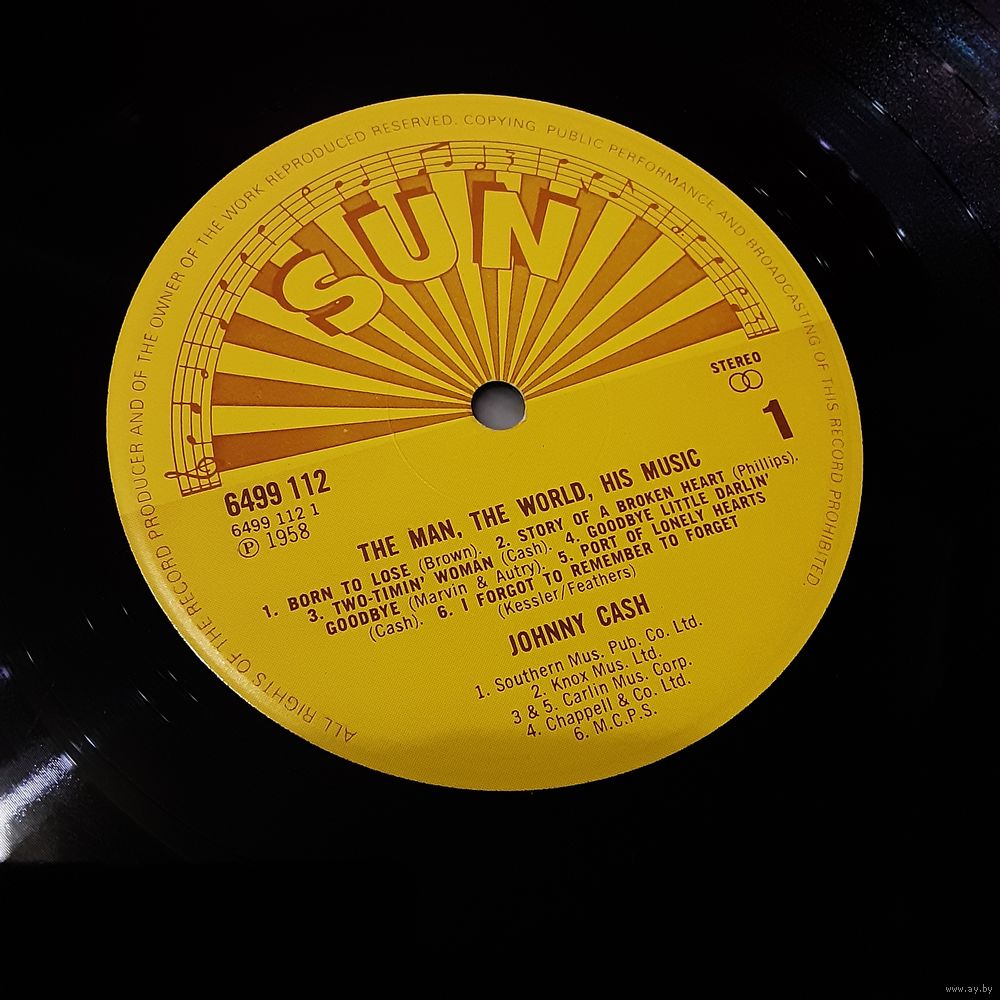 ALL RIGHTS OF THE RECORD PRODUCER AND OF THE OWNER OF THE WORK REPRODUCED RESERVED. COPYING, PUBLIC PERFORMANCE AND BROADCASTING OF THIS RECORD PROHIBITED.
SUN
STEREO
1
6499 112
6499 112 1
Ⓟ 1958
THE MAN, THE WORLD, HIS MUSIC
1. BORN TO LOSE (Brown). 2. STORY OF A BROKEN HEART (Phillips).
3. TWO-TIMIN' WOMAN (Cash). 4. GOODBYE LITTLE DARLIN'
GOODBYE (Marvin & Autry). 5. PORT OF LONELY HEARTS
(Cash). 6. I FORGOT TO REMEMBER TO FORGET
(Kessler/Feathers)
JOHNNY CASH
1. Southern Mus. Pub. Co. Ltd.
2. Knox Mus. Ltd.
3 & 5. Carlin Mus. Corp.
4. Chappell & Co. Ltd.
6. M.C.P.S.
www.ay.by